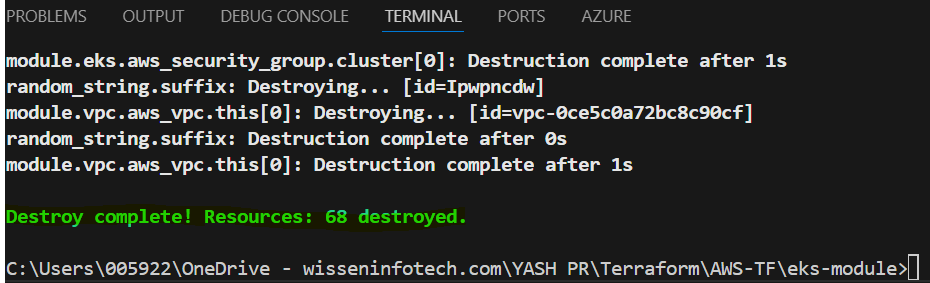 PROBLEMS OUTPUT DEBUG CONSOLE TERMINAL PORTS AZURE
module.eks.aws_security_group.cluster[0]: Destruction complete after 1s
random_string.suffix: Destroying... [id=Ipwpncdw]
module.vpc.aws_vpc.this[0]: Destroying... [id=vpc-0ce5c0a72bc8c90cf]
random_string.suffix: Destruction complete after 0s
module.vpc.aws_vpc.this[0]: Destruction complete after 1s
Destroy complete! Resources: 68 destroyed.
C:\Users\005922\OneDrive - wisseninfotech.com\YASH PR\Terraform\AWS-TF\eks-module>